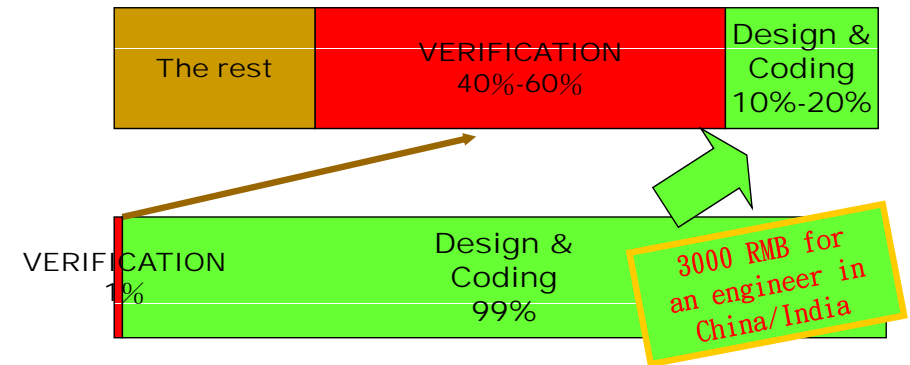 The rest
VERIFICATION
40%-60%
Design &
Coding
10%-20%
VERIFICATION
1%
Design &
Coding
99%
3000 RMB for
an engineer in
China/India